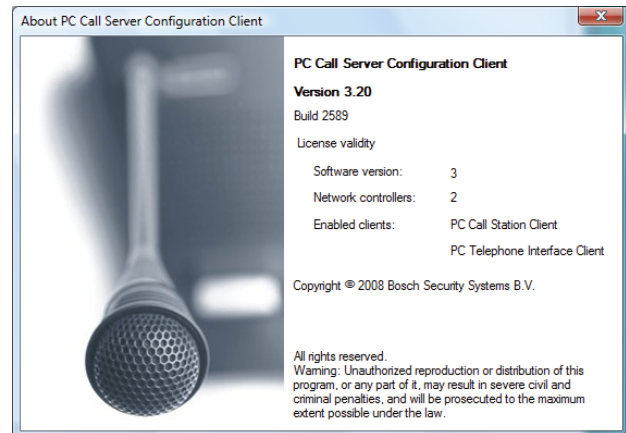 About PC Call Server Configuration Client
PC Call Server Configuration Client
Version 3.20
Build 2589
License validity
Software version: 3
Network controllers: 2
Enabled clients: PC Call Station Client
PC Telephone Interface Client
Copyright © 2008 Bosch Security Systems B.V.
All rights reserved.
Warning: Unauthorized reproduction or distribution of this
program, or any part of it, may result in severe civil and
criminal penalties, and will be prosecuted to the maximum
extent possible under the law.